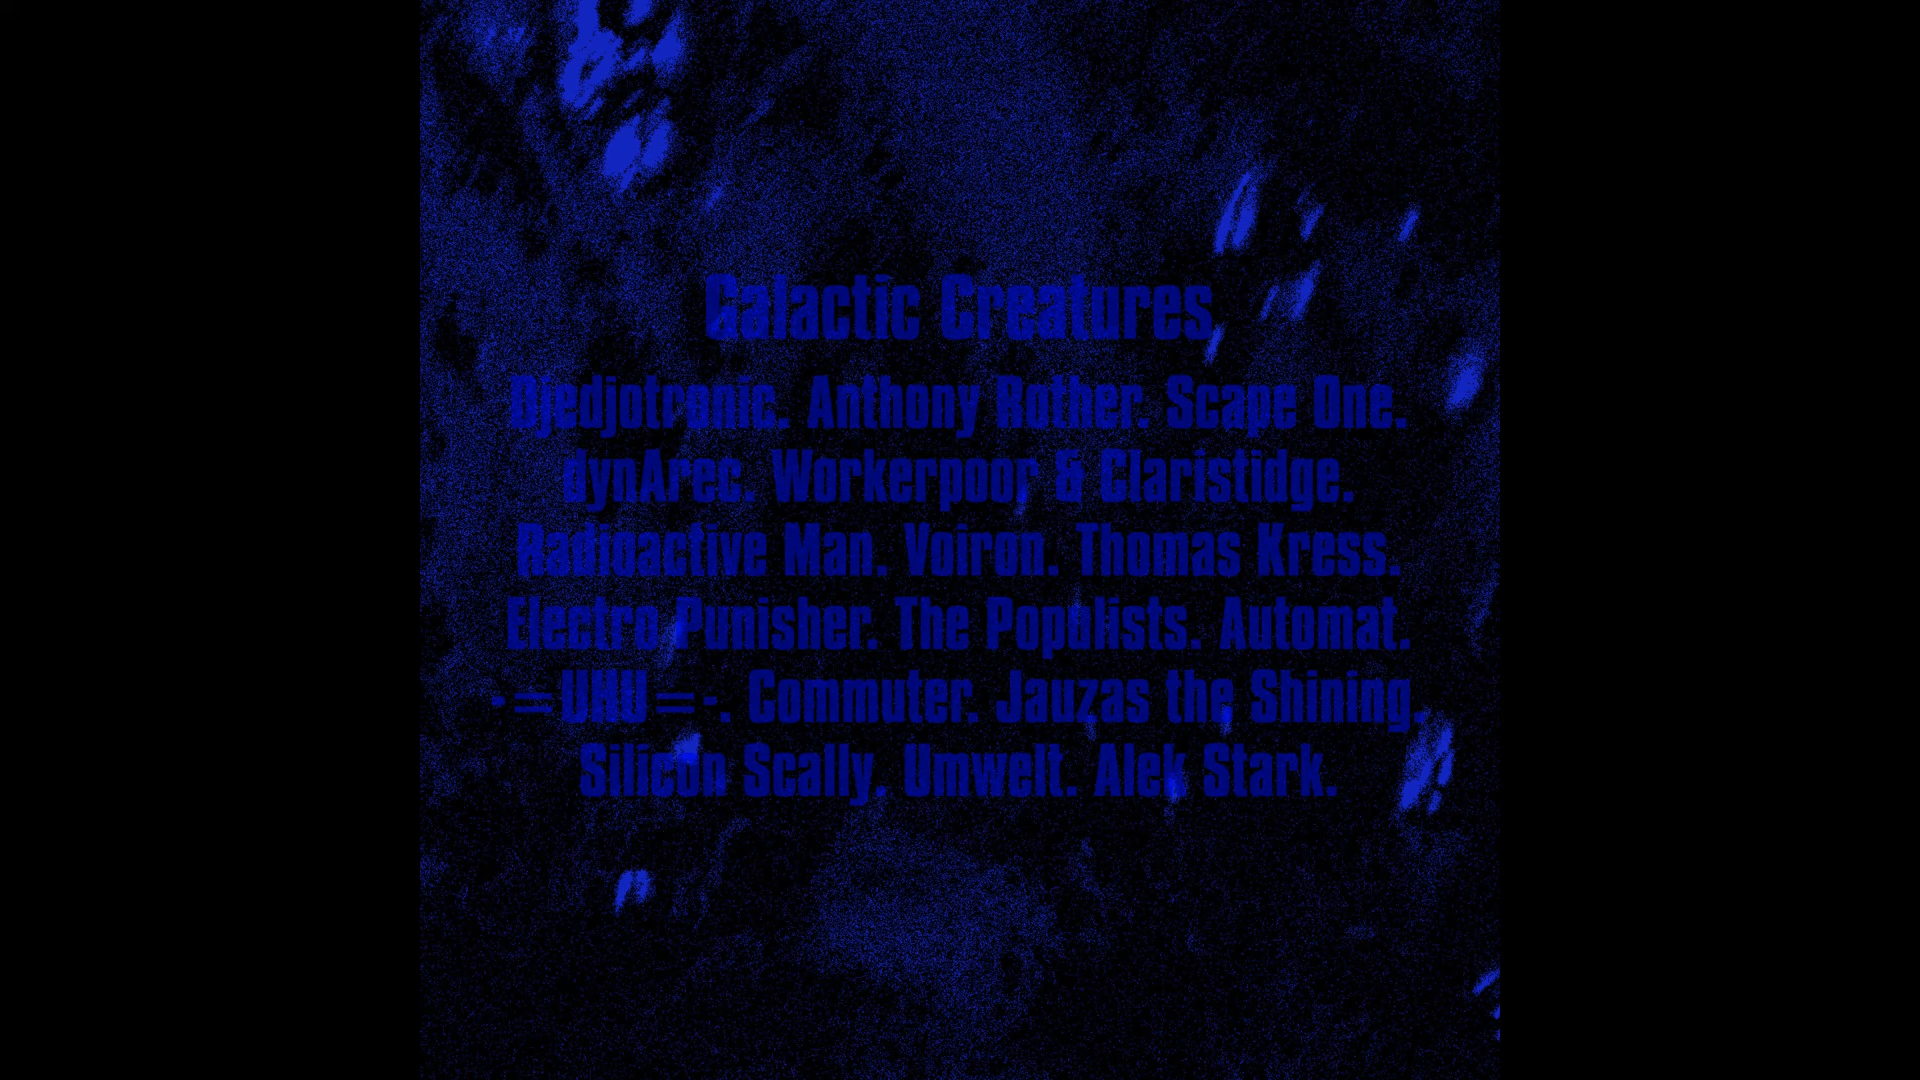 Galactic Creatures
Djedjotronic. Anthony Rother. Scape One.
dynArec. Workerpoor & Claristidge.
Radioactive Man. Voiron. Thomas Kress.
Electro Punisher. The Populists. Automat.
-=UHU=-. Commuter. Jauzas the Shining.
Silicon Scally. Umwelt. Alek Stark.